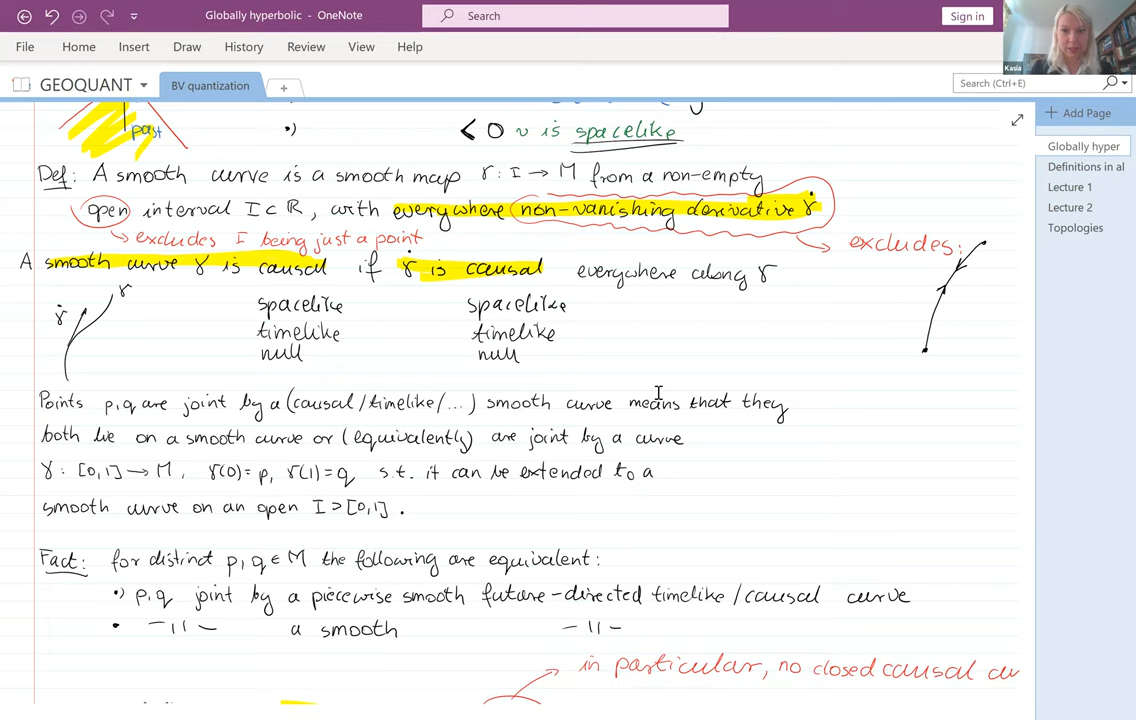 Globally hyperbolic - OneNote
Search
Sign in
File Home Insert Draw History Review View Help
Kasia
GEOQUANT
BV quantization
Search (Ctrl+E)
Add Page
Globally hyper
Definitions in al
Lecture 1
Lecture 2
Topologies
past
•) < 0 v is spacelike
Def: A smooth curve is a smooth map γ: I → M from a non-empty
open interval I ⊂ ℝ, with everywhere non-vanishing derivative γ̇
↳ excludes I being just a point
excludes:
A smooth curve γ is causal if γ̇ is causal everywhere along γ
γ̇ γ
spacelike spacelike
timelike timelike
null null
Points p,q are joint by a (causal/timelike/...) smooth curve means that they
both lie on a smooth curve or (equivalently) are joint by a curve
γ: [0,1] → M, γ(0)=p, γ(1)=q s.t. it can be extended to a
smooth curve on an open I ⊃ [0,1].
Fact: for distinct p,q ∈ M the following are equivalent:
•) p,q joint by a piecewise smooth future-directed timelike/causal curve
• -11- a smooth -11-
in particular, no closed causal cu